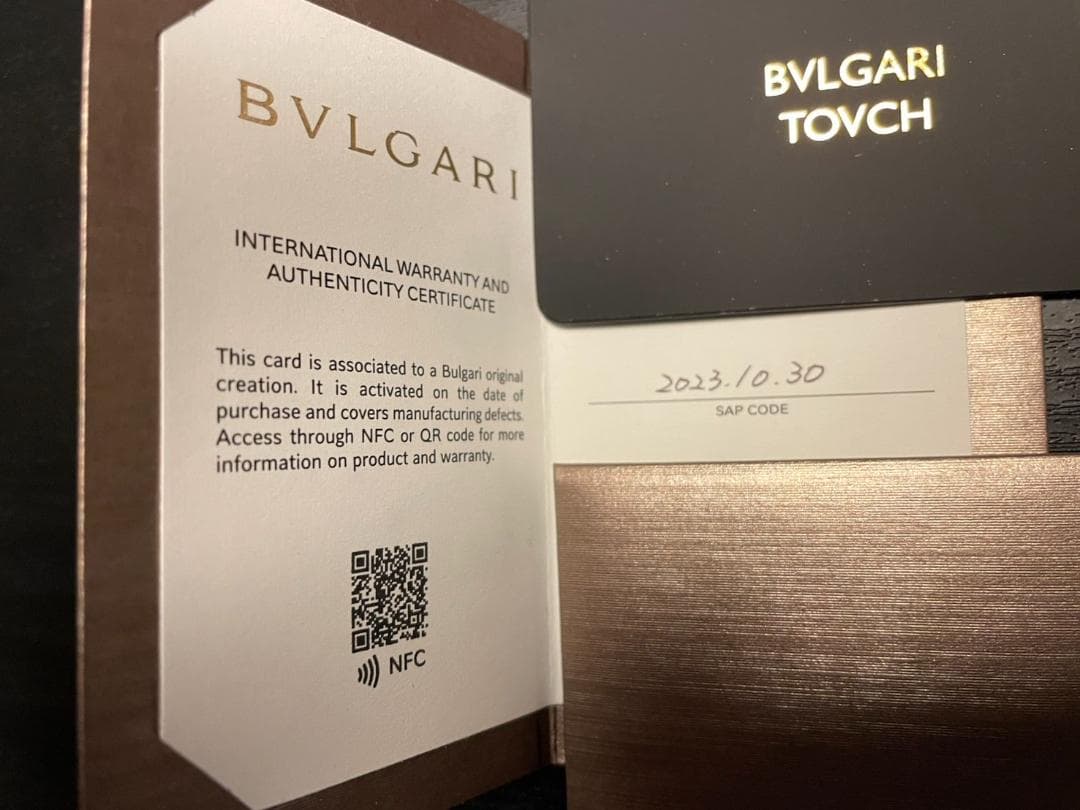 BVLGARI
INTERNATIONAL WARRANTY AND
AUTHENTICITY CERTIFICATE
This card is associated to a Bulgari original
creation. It is activated on the date of
purchase and covers manufacturing defects.
Access through NFC or QR code for more
information on product and warranty.
NFC
BVLGARI
TOVCH
2023.10.30
SAP CODE